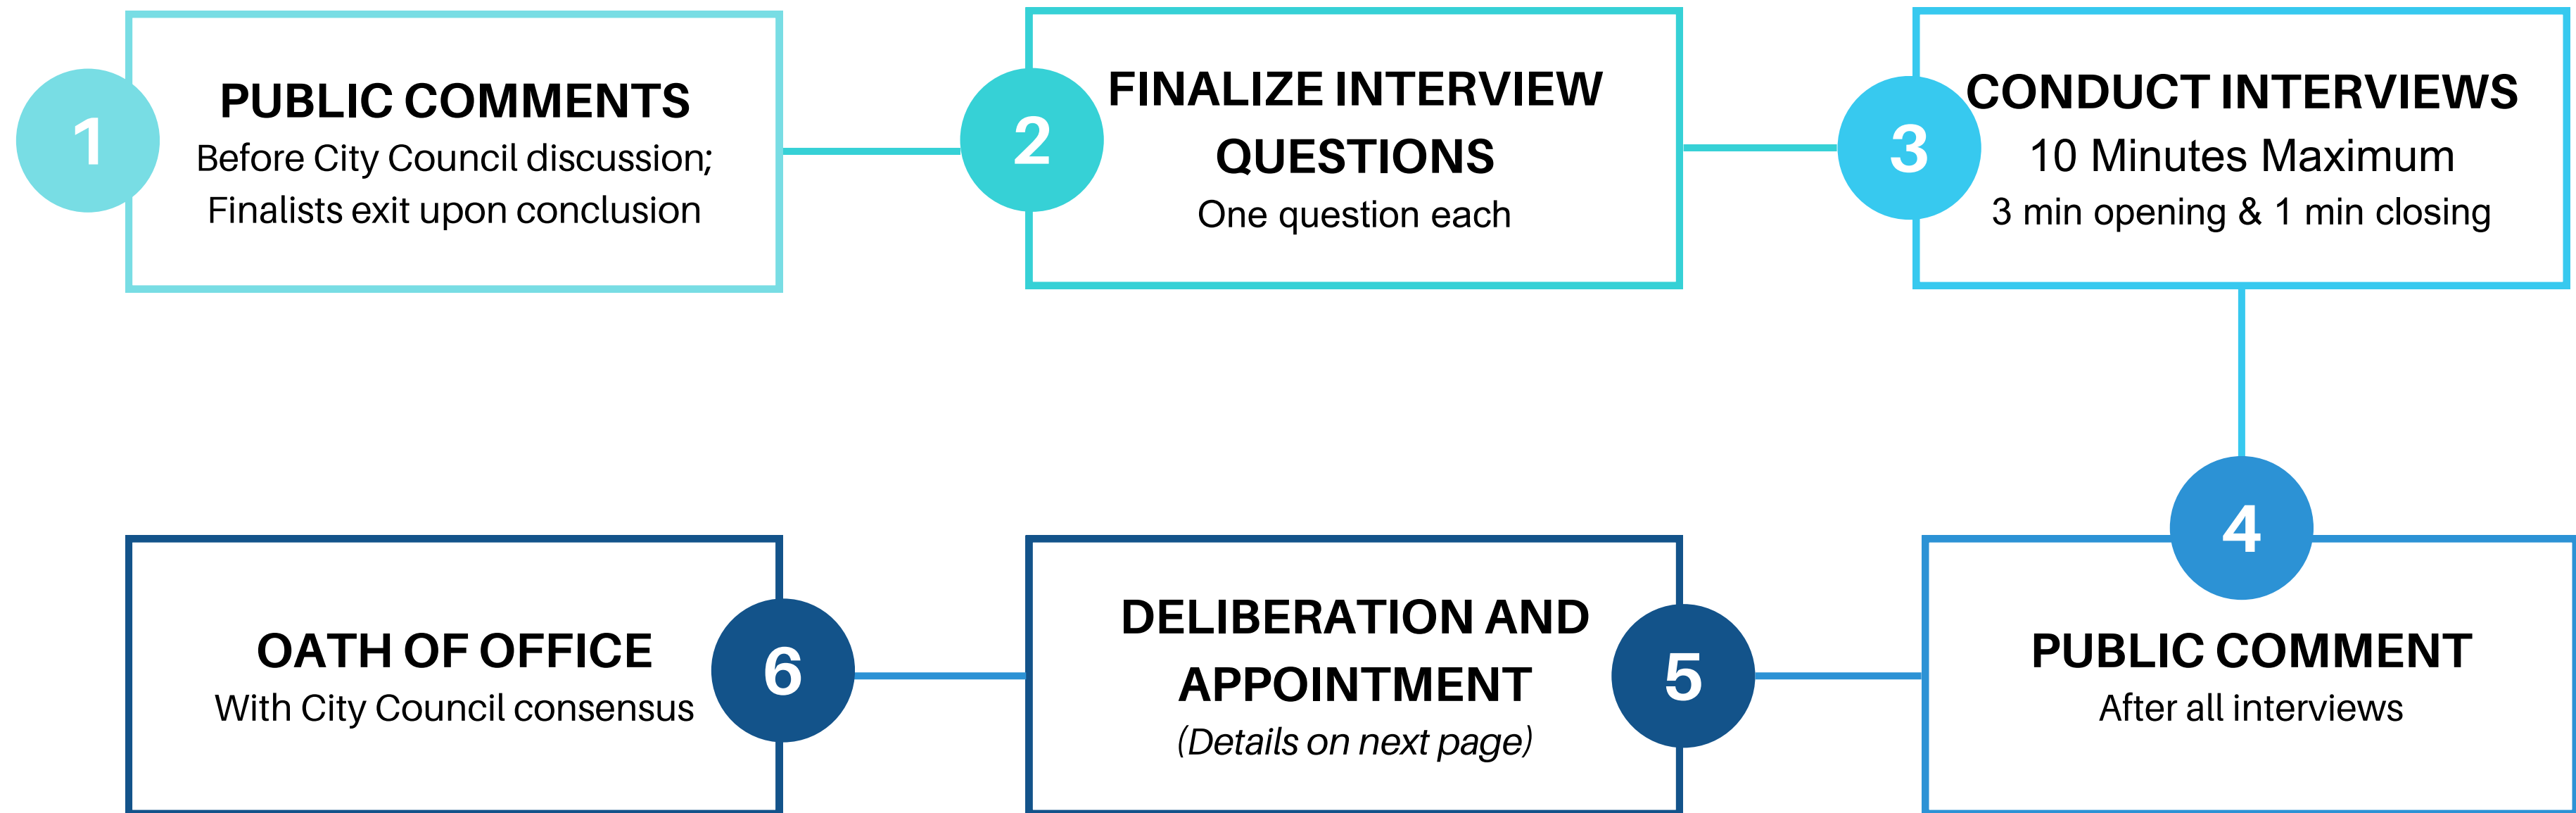 1
PUBLIC COMMENTS
Before City Council discussion;
Finalists exit upon conclusion
2
FINALIZE INTERVIEW
QUESTIONS
One question each
3
CONDUCT INTERVIEWS
10 Minutes Maximum
3 min opening & 1 min closing
4
PUBLIC COMMENT
After all interviews
5
DELIBERATION AND
APPOINTMENT
(Details on next page)
6
OATH OF OFFICE
With City Council consensus